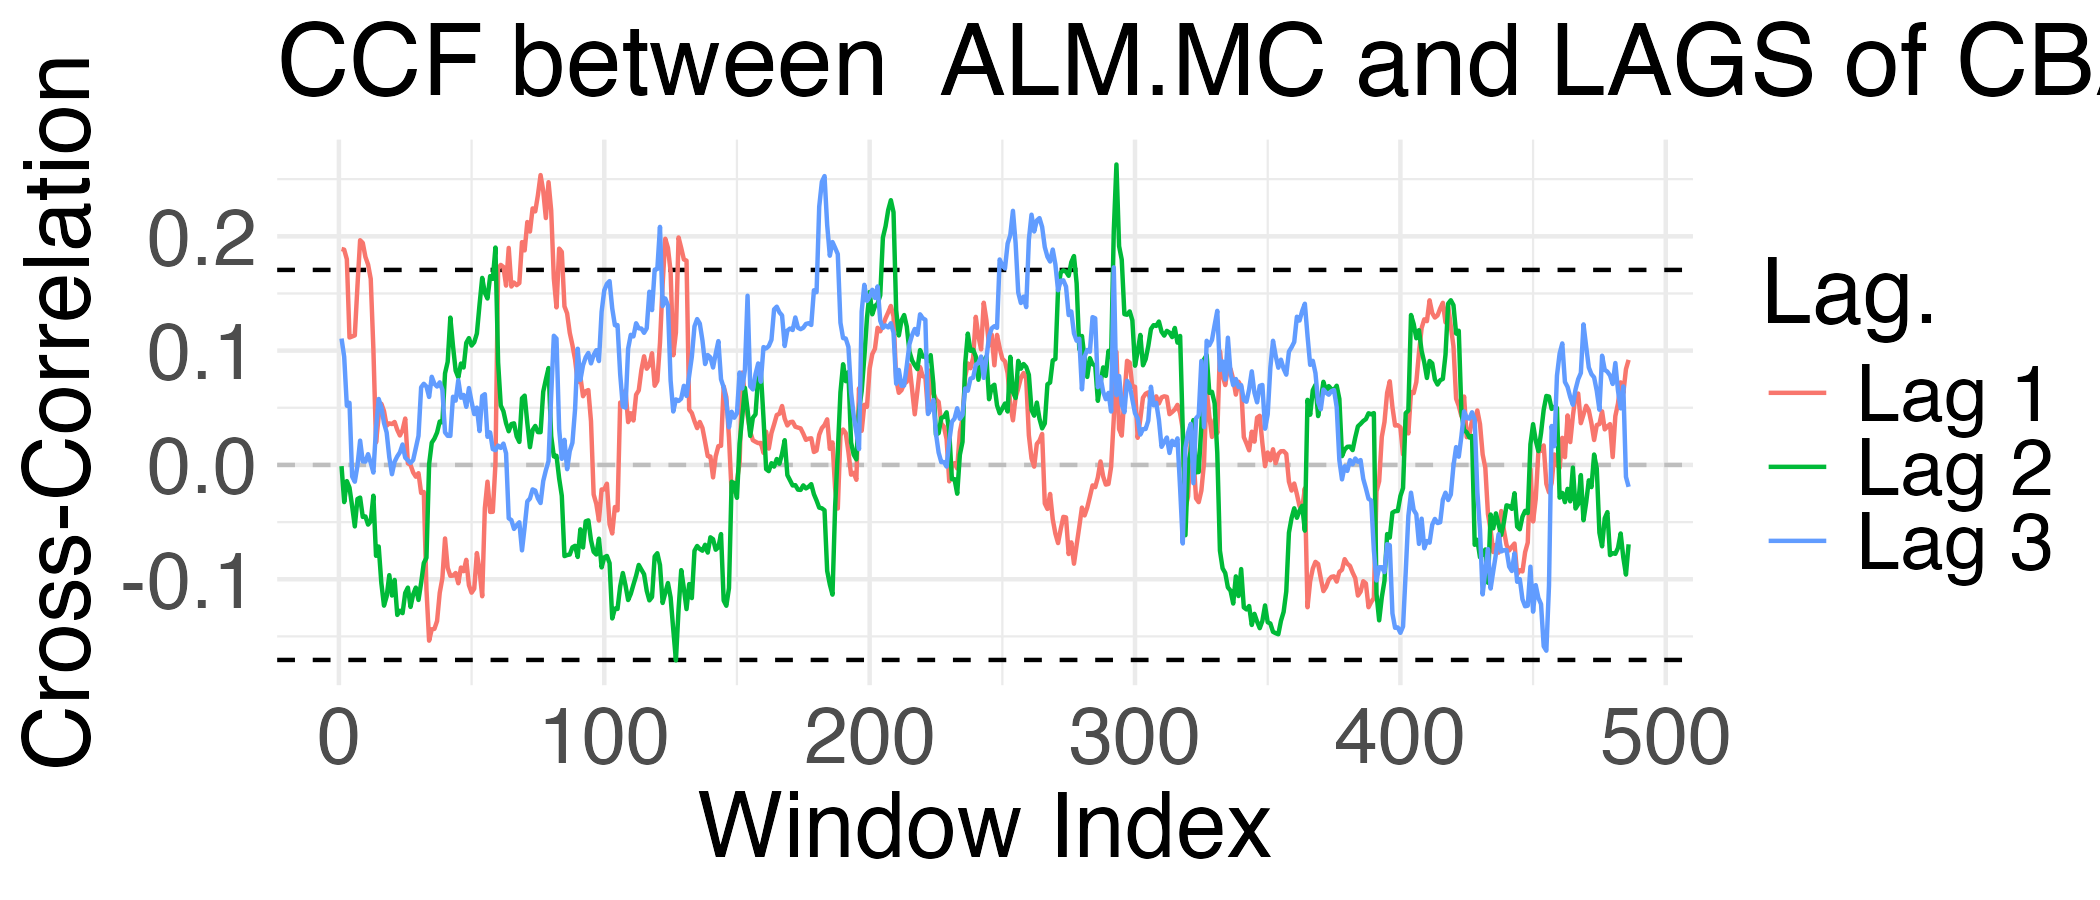 CCF between  ALM.MC and LAGS of CBA
Cross-Correlation
0.2
0.1
0.0
-0.1
0
100
200
300
400
500
Window Index
Lag.
Lag 1
Lag 2
Lag 3